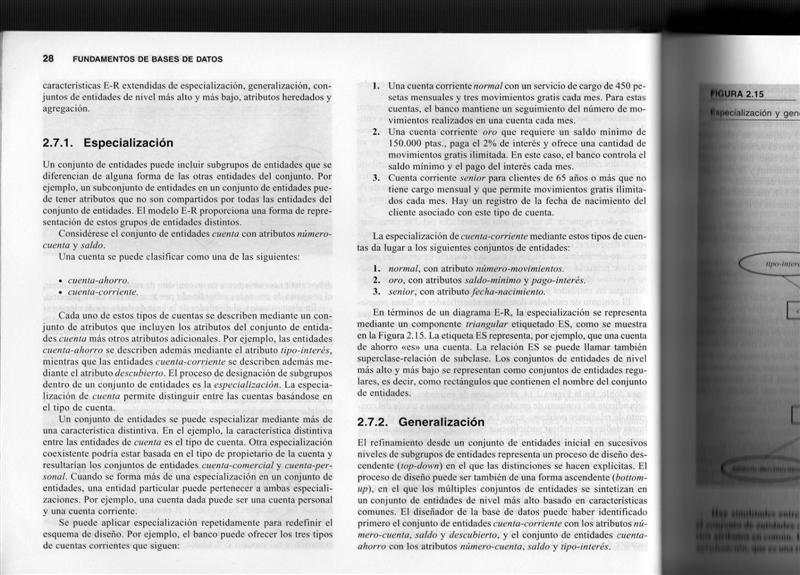 28 FUNDAMENTOS DE BASES DE DATOS
características E-R extendidas de especialización, generalización, con-
juntos de entidades de nivel más alto y más bajo, atributos heredados y
agregación.
2.7.1. Especialización
Un conjunto de entidades puede incluir subgrupos de entidades que se
diferencian de alguna forma de las otras entidades del conjunto. Por
ejemplo, un subconjunto de entidades en un conjunto de entidades pue-
de tener atributos que no son compartidos por todas las entidades del
conjunto de entidades. El modelo E-R proporciona una forma de repre-
sentación de estos grupos de entidades distintos.
Considérese el conjunto de entidades cuenta con atributos número-
cuenta y saldo.
Una cuenta se puede clasificar como una de las siguientes:
• cuenta-ahorro.
• cuenta-corriente.
Cada uno de estos tipos de cuentas se describen mediante un con-
junto de atributos que incluyen los atributos del conjunto de entida-
des cuenta más otros atributos adicionales. Por ejemplo, las entidades
cuenta-ahorro se describen además mediante el atributo tipo-interés,
mientras que las entidades cuenta-corriente se describen además me-
diante el atributo descubierto. El proceso de designación de subgrupos
dentro de un conjunto de entidades es la especialización. La especia-
lización de cuenta permite distinguir entre las cuentas basándose en
el tipo de cuenta.
Un conjunto de entidades se puede especializar mediante más de
una característica distintiva. En el ejemplo, la característica distintiva
entre las entidades de cuenta es el tipo de cuenta. Otra especialización
coexistente podría estar basada en el tipo de propietario de la cuenta y
resultarían los conjuntos de entidades cuenta-comercial y cuenta-per-
sonal. Cuando se forma más de una especialización en un conjunto de
entidades, una entidad particular puede pertenecer a ambas especiali-
zaciones. Por ejemplo, una cuenta dada puede ser una cuenta personal
y una cuenta corriente.
Se puede aplicar especialización repetidamente para redefinir el
esquema de diseño. Por ejemplo, el banco puede ofrecer los tres tipos
de cuentas corrientes que siguen:
1. Una cuenta corriente normal con un servicio de cargo de 450 pe-
setas mensuales y tres movimientos gratis cada mes. Para estas
cuentas, el banco mantiene un seguimiento del número de mo-
vimientos realizados en una cuenta cada mes.
2. Una cuenta corriente oro que requiere un saldo mínimo de
150.000 ptas., paga el 2% de interés y ofrece una cantidad de
movimientos gratis ilimitada. En este caso, el banco controla el
saldo mínimo y el pago del interés cada mes.
3. Cuenta corriente senior para clientes de 65 años o más que no
tiene cargo mensual y que permite movimientos gratis ilimita-
dos cada mes. Hay un registro de la fecha de nacimiento del
cliente asociado con este tipo de cuenta.
La especialización de cuenta-corriente mediante estos tipos de cuen-
tas da lugar a los siguientes conjuntos de entidades:
1. normal, con atributo número-movimientos.
2. oro, con atributos saldo-mínimo y pago-interés.
3. senior, con atributo fecha-nacimiento.
En términos de un diagrama E-R, la especialización se representa
mediante un componente triangular etiquetado ES, como se muestra
en la Figura 2.15. La etiqueta ES representa, por ejemplo, que una cuenta
de ahorro «es» una cuenta. La relación ES se puede llamar también
superclase-relación de subclase. Los conjuntos de entidades de nivel
más alto y más bajo se representan como conjuntos de entidades regu-
lares, es decir, como rectángulos que contienen el nombre del conjunto
de entidades.
2.7.2. Generalización
El refinamiento desde un conjunto de entidades inicial en sucesivos
niveles de subgrupos de entidades representa un proceso de diseño des-
cendente (top-down) en el que las distinciones se hacen explícitas. El
proceso de diseño puede ser también de una forma ascendente (bottom-
up), en el que los múltiples conjuntos de entidades se sintetizan en
un conjunto de entidades de nivel más alto basado en características
comunes. El diseñador de la base de datos puede haber identificado
primero el conjunto de entidades cuenta-corriente con los atributos nú-
mero-cuenta, saldo y descubierto, y el conjunto de entidades cuenta-
ahorro con los atributos número-cuenta, saldo y tipo-interés.
FIGURA 2.15
Especialización y gen
tipo-inter
Hay similitudes entre